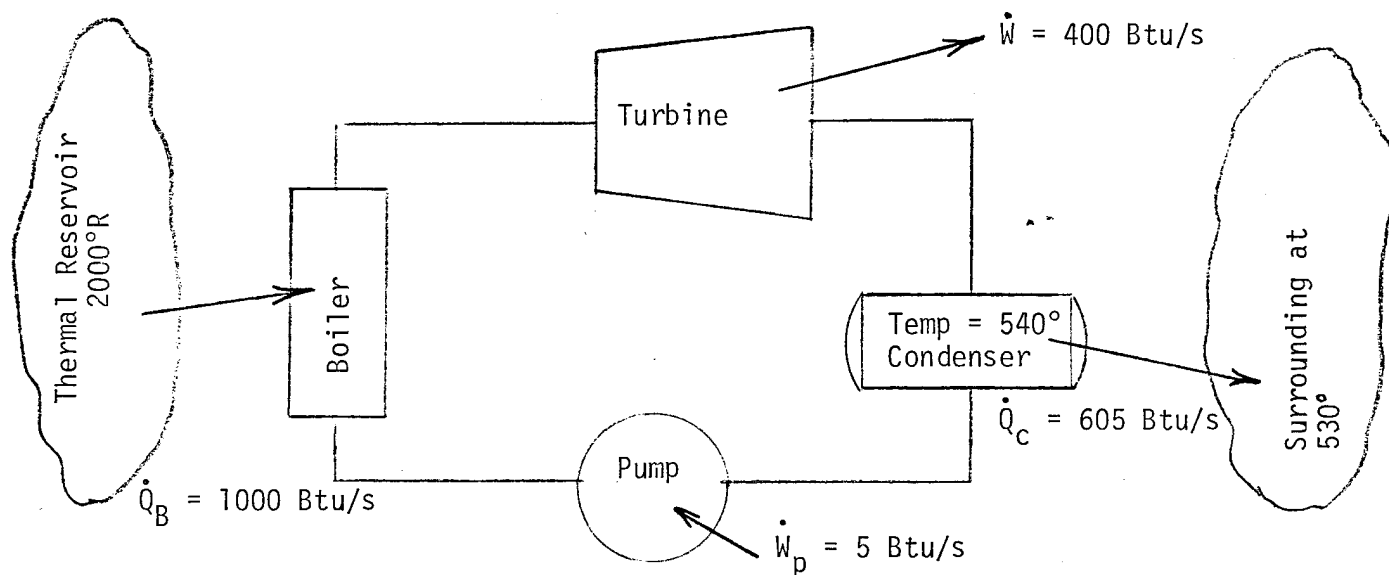 Ẇ = 400 Btu/s
Turbine
Thermal Reservoir
2000°R
Boiler
Temp = 540°
Condenser
Surrounding at
530°
Q̇c = 605 Btu/s
Pump
Q̇B = 1000 Btu/s
Ẇp = 5 Btu/s